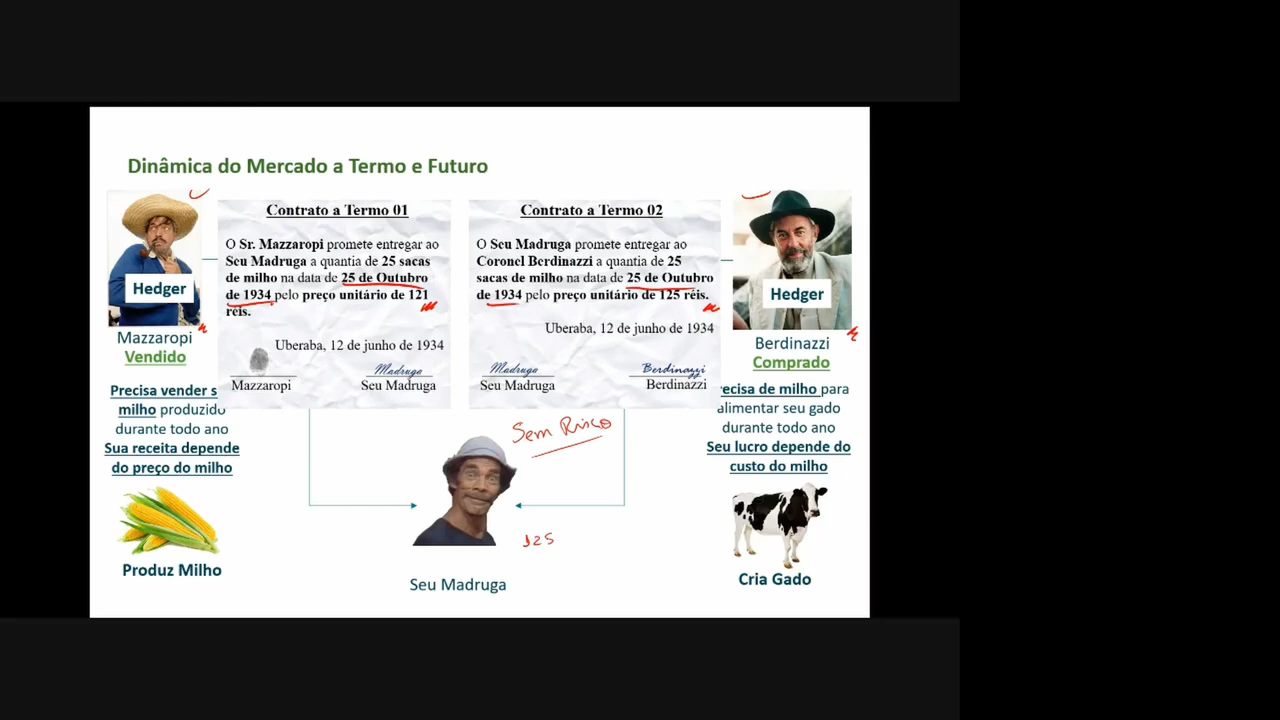 Dinâmica do Mercado a Termo e Futuro
Hedger
Mazzaropi
Vendido
Precisa vender s
milho produzido
durante todo ano
Sua receita depende
do preço do milho
Produz Milho
Contrato a Termo 01
O Sr. Mazzaropi promete entregar ao
Seu Madruga a quantia de 25 sacas
de milho na data de 25 de Outubro
de 1934 pelo preço unitário de 121
réis.
Uberaba, 12 de junho de 1934
Madruga
Mazzaropi Seu Madruga
Contrato a Termo 02
O Seu Madruga promete entregar ao
Coronel Berdinazzi a quantia de 25
sacas de milho na data de 25 de Outubro
de 1934 pelo preço unitário de 125 réis.
Uberaba, 12 de junho de 1934
Madruga Berdinazzi
Seu Madruga Berdinazzi
Sem Risco
125
Seu Madruga
Hedger
Berdinazzi
Comprado
recisa de milho para
alimentar seu gado
durante todo ano
Seu lucro depende do
custo do milho
Cria Gado